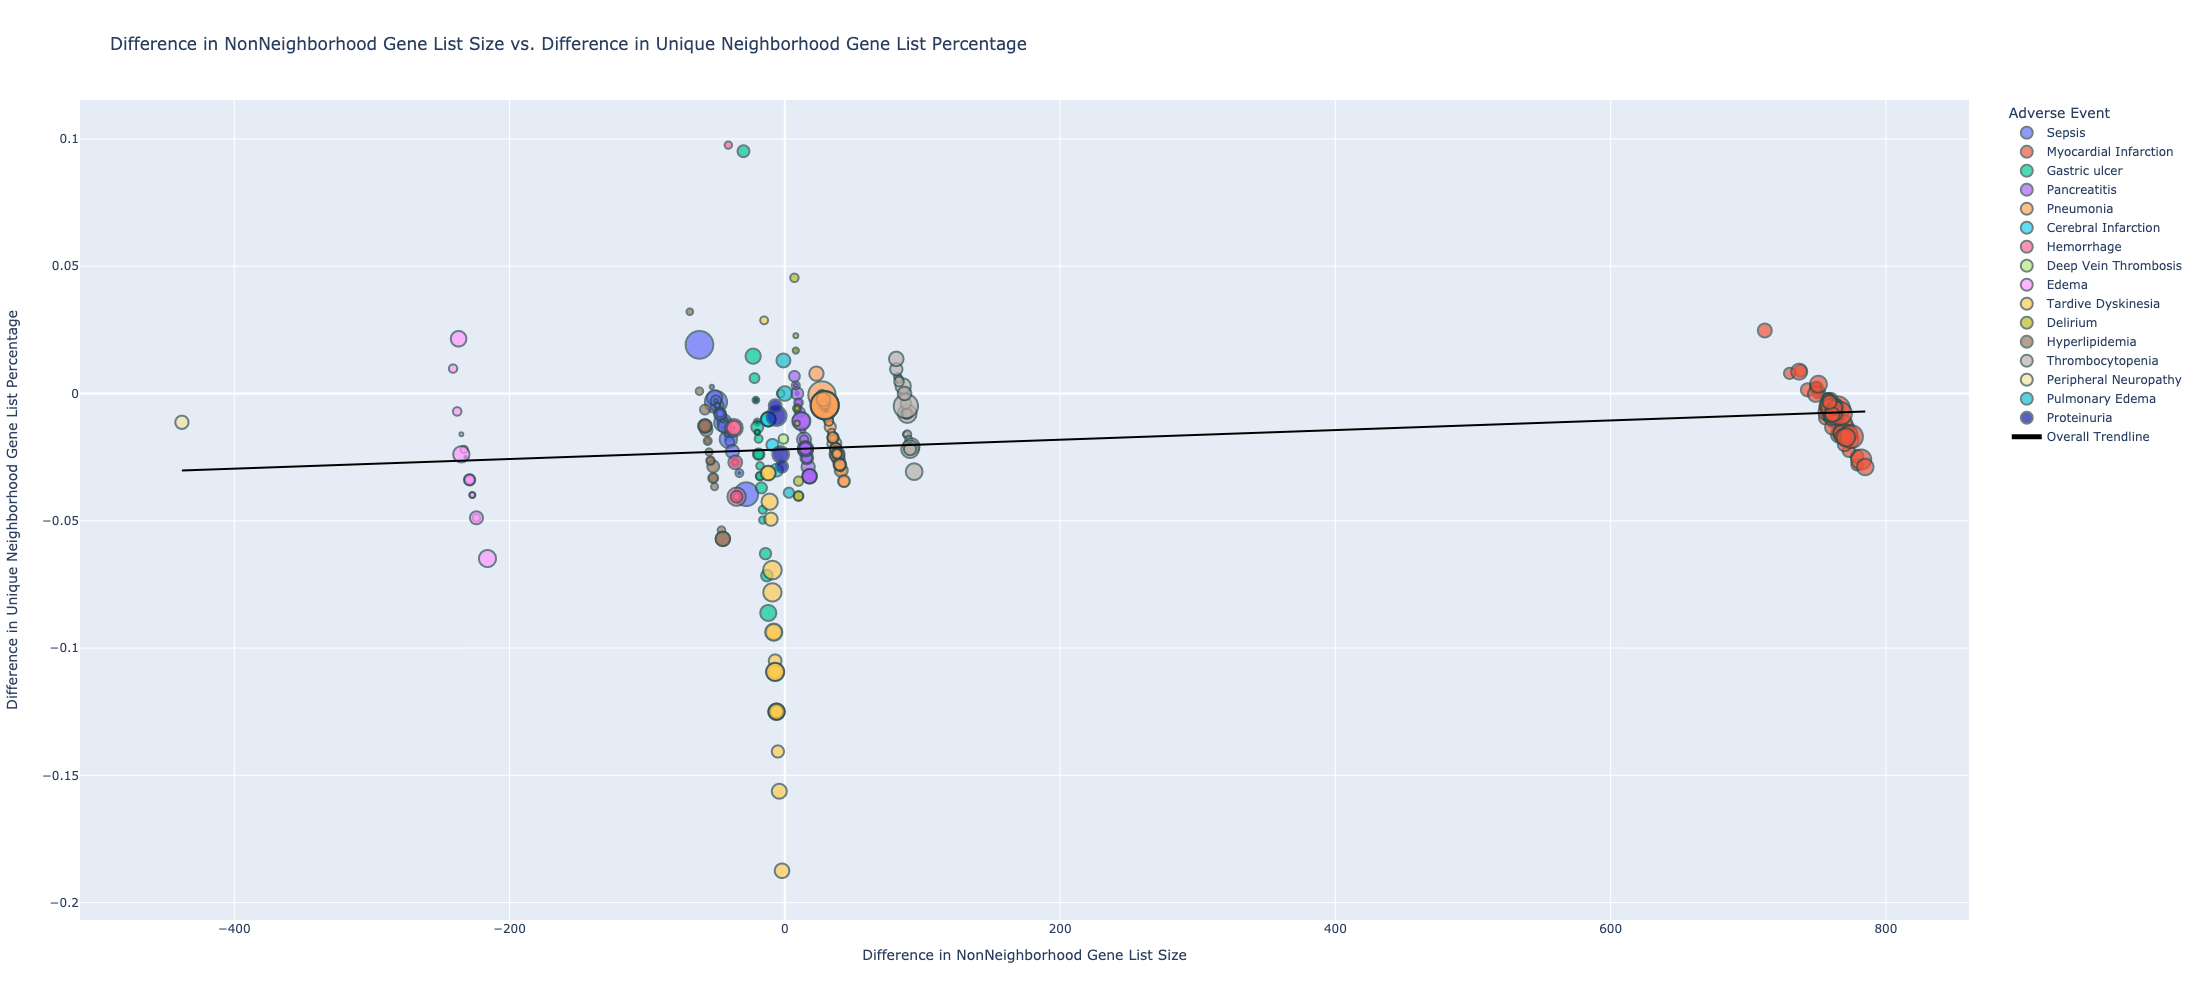 Difference in NonNeighborhood Gene List Size vs. Difference in Unique Neighborhood Gene List Percentage
Difference in Unique Neighborhood Gene List Percentage
0.1
0.05
0
−0.05
−0.1
−0.15
−0.2
−400
−200
0
200
400
600
800
Difference in NonNeighborhood Gene List Size
Adverse Event
Sepsis
Myocardial Infarction
Gastric ulcer
Pancreatitis
Pneumonia
Cerebral Infarction
Hemorrhage
Deep Vein Thrombosis
Edema
Tardive Dyskinesia
Delirium
Hyperlipidemia
Thrombocytopenia
Peripheral Neuropathy
Pulmonary Edema
Proteinuria
Overall Trendline